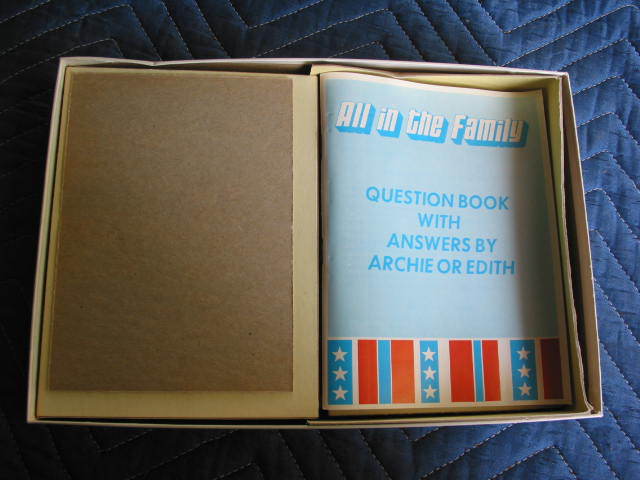 All in the Family
QUESTION BOOK
WITH
ANSWERS BY
ARCHIE OR EDITH